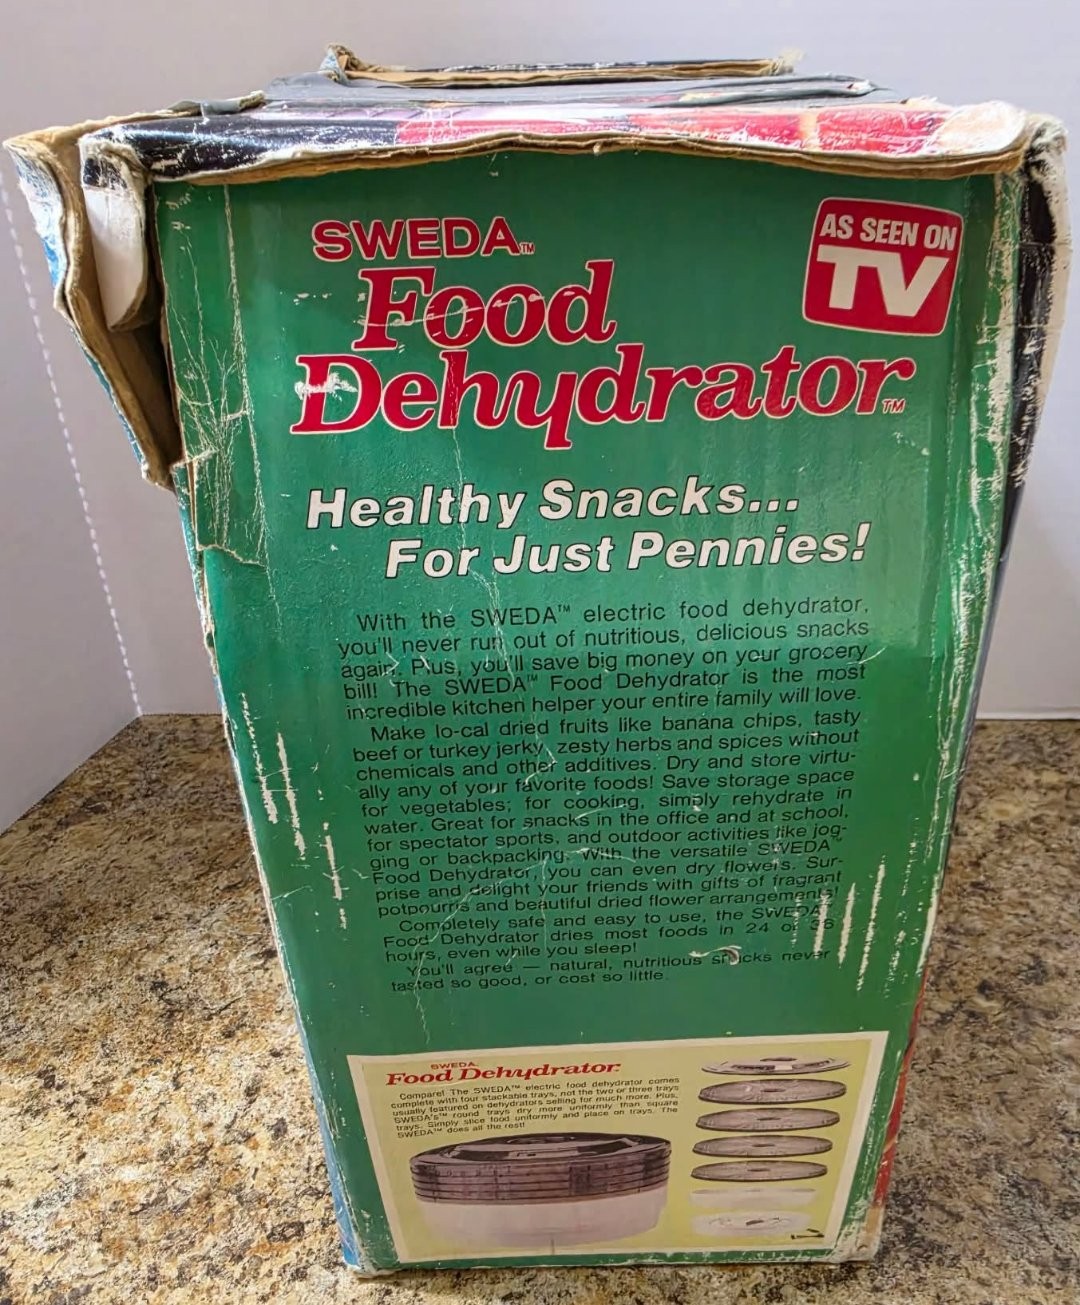 SWEDA™
AS SEEN ON
TV
Food
Dehydrator™
Healthy Snacks...
For Just Pennies!
With the SWEDA™ electric food dehydrator,
you'll never run out of nutritious, delicious snacks
again. Plus, you'll save big money on your grocery
bill! The SWEDA™ Food Dehydrator is the most
incredible kitchen helper your entire family will love.
Make lo-cal dried fruits like banana chips, tasty
beef or turkey jerky, zesty herbs and spices without
chemicals and other additives. Dry and store virtu-
ally any of your favorite foods! Save storage space
for vegetables; for cooking, simply rehydrate in
water. Great for snacks in the office and at school,
for spectator sports, and outdoor activities like jog-
ging or backpacking. With the versatile SWEDA™
Food Dehydrator, you can even dry flowers. Sur-
prise and delight your friends with gifts of fragrant
potpourris and beautiful dried flower arrangements!
Completely safe and easy to use, the SWEDA
Food Dehydrator dries most foods in 24 or 36
hours, even while you sleep!
You'll agree — natural, nutritious snacks never
tasted so good, or cost so little.
SWEDA
Food Dehydrator
Compare! The SWEDA™ electric food dehydrator comes
complete with four stackable trays, not the two or three trays
usually featured on dehydrators selling for much more. Plus,
SWEDA's™ round trays dry more uniformly than square
trays. Simply slice food uniformly and place on trays. The
SWEDA™ does all the rest!